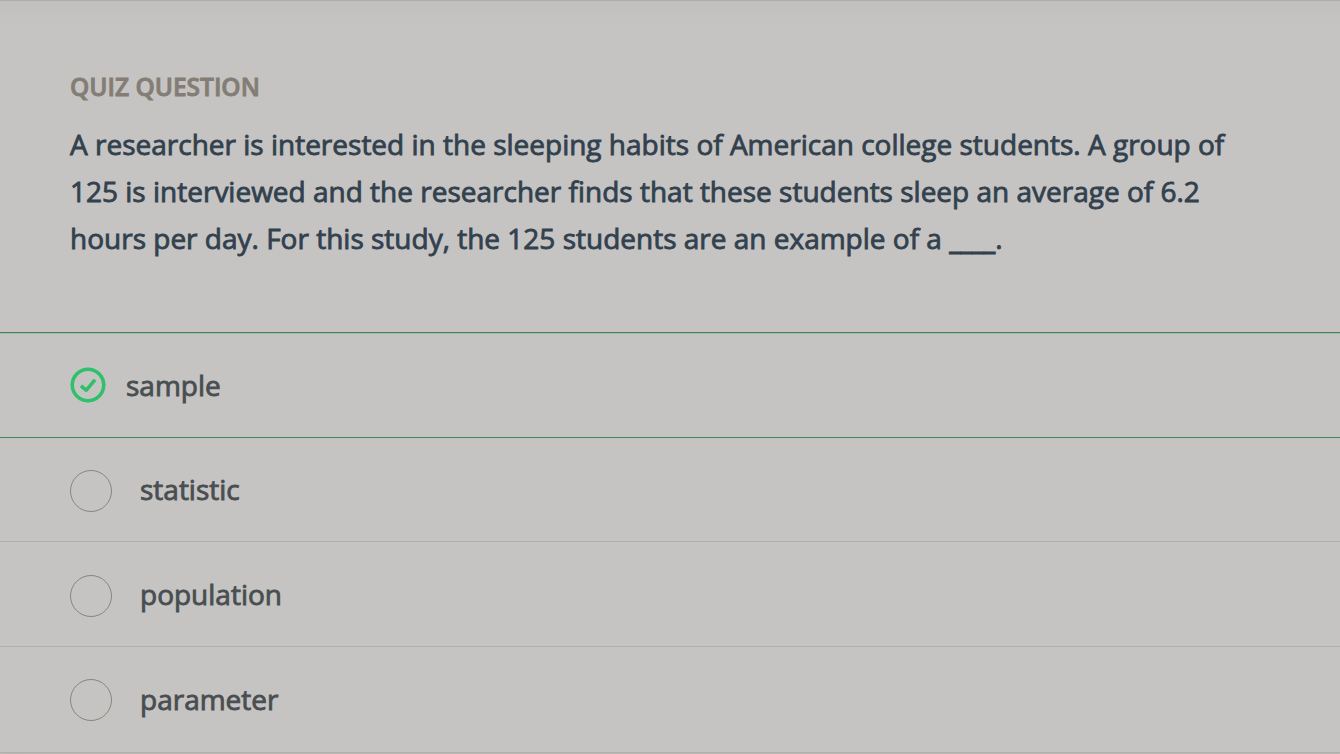 QUIZ QUESTION
A researcher is interested in the sleeping habits of American college students. A group of
125 is interviewed and the researcher finds that these students sleep an average of 6.2
hours per day. For this study, the 125 students are an example of a ____.
sample
statistic
population
parameter